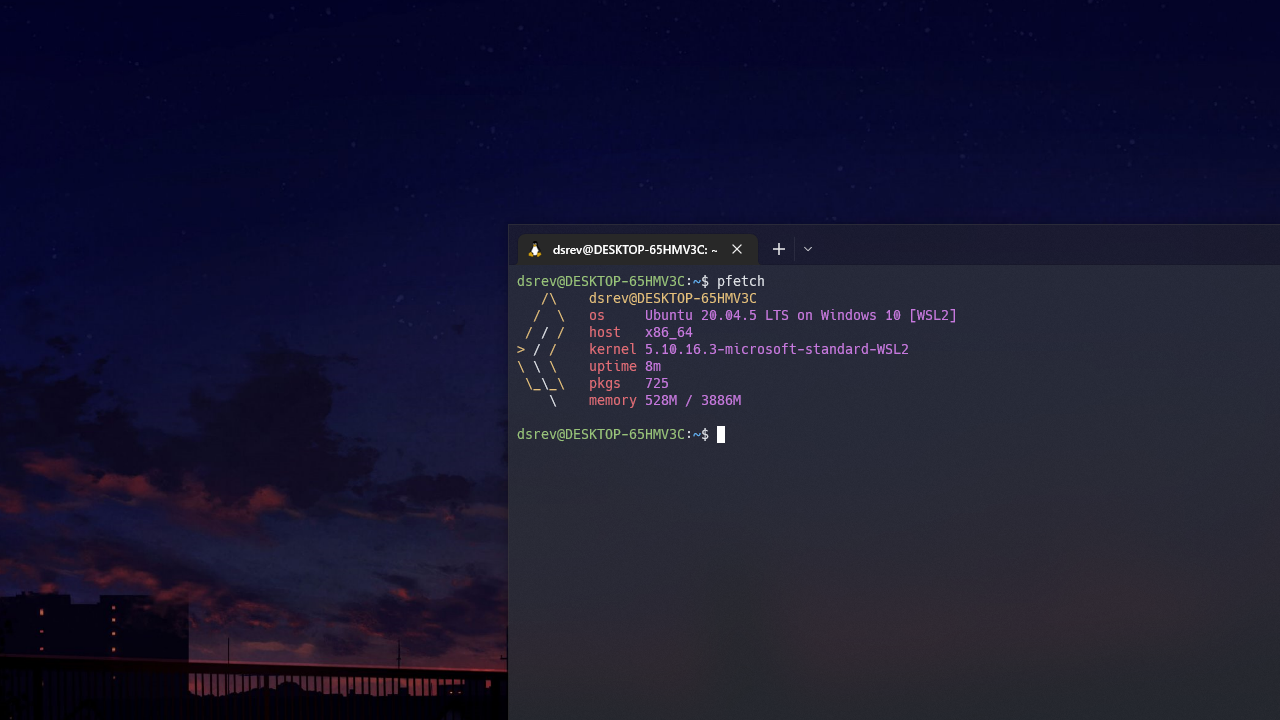 dsrev@DESKTOP-65HMV3C: ~
dsrev@DESKTOP-65HMV3C:~$ pfetch
    /\    dsrev@DESKTOP-65HMV3C
  /  \   os     Ubuntu 20.04.5 LTS on Windows 10 [WSL2]
 / / /   host   x86_64
> / /    kernel 5.10.16.3-microsoft-standard-WSL2
\ \ \    uptime 8m
 \_\_\   pkgs   725
    \    memory 528M / 3886M
dsrev@DESKTOP-65HMV3C:~$